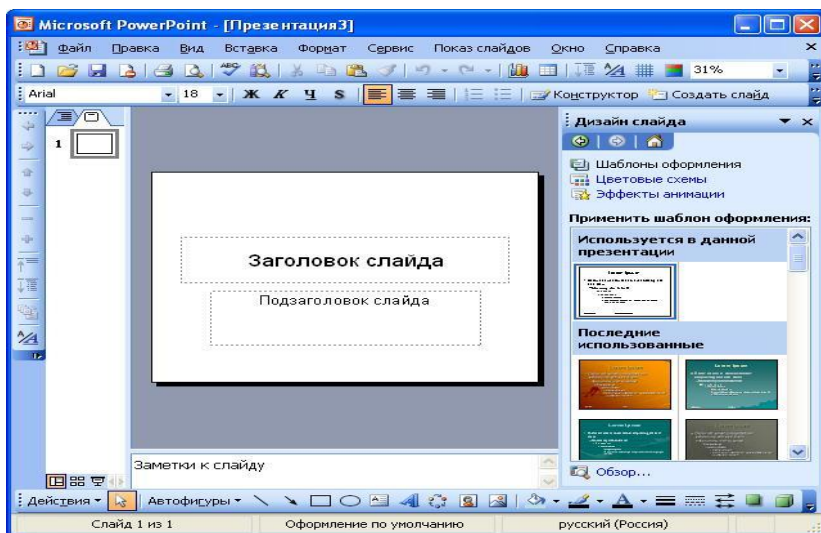 Microsoft PowerPoint - [Презентация3]
Файл Правка Вид Вставка Формат Сервис Показ слайдов Окно Справка
31%
Arial 18 Ж К Ч S Конструктор Создать слайд
1
Заголовок слайда
Подзаголовок слайда
Заметки к слайду
Дизайн слайда
Шаблоны оформления
Цветовые схемы
Эффекты анимации
Применить шаблон оформления:
Используется в данной
презентации
Последние
использованные
Обзор...
Действия Автофигуры
Слайд 1 из 1 Оформление по умолчанию русский (Россия)